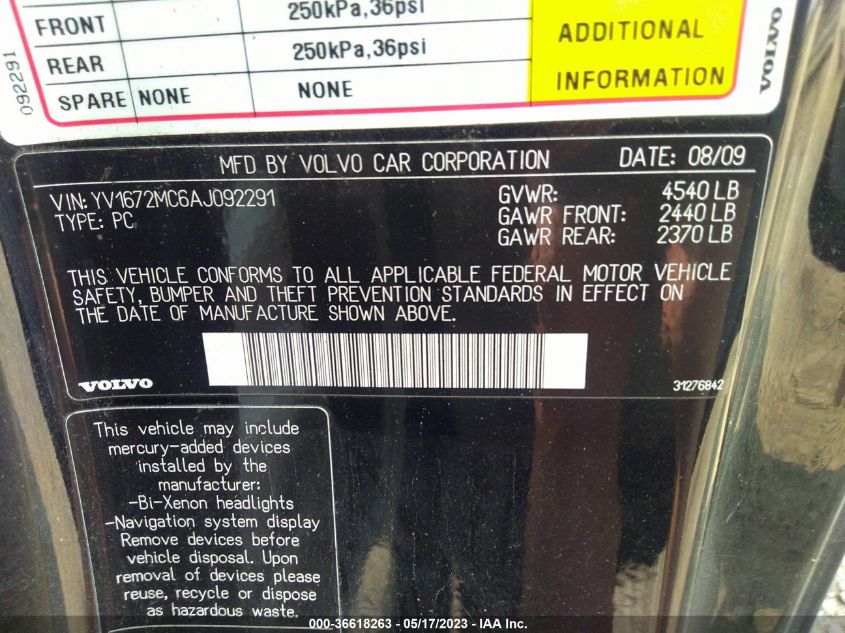 FRONT 250kPa,36psi
REAR 250kPa,36psi
SPARE NONE NONE
ADDITIONAL
INFORMATION
092291
VOLVO
MFD BY VOLVO CAR CORPORATION DATE: 08/09
VIN: YV1672MC6AJ092291 GVWR: 4540 LB
TYPE: PC GAWR FRONT: 2440 LB
GAWR REAR: 2370 LB
THIS VEHICLE CONFORMS TO ALL APPLICABLE FEDERAL MOTOR VEHICLE
SAFETY, BUMPER AND THEFT PREVENTION STANDARDS IN EFFECT ON
THE DATE OF MANUFACTURE SHOWN ABOVE.
VOLVO 31276842
This vehicle may include
mercury-added devices
installed by the
manufacturer:
-Bi-Xenon headlights
-Navigation system display
Remove devices before
vehicle disposal. Upon
removal of devices please
reuse, recycle or dispose
as hazardous waste.
000-36618263 - 05/17/2023 - IAA Inc.